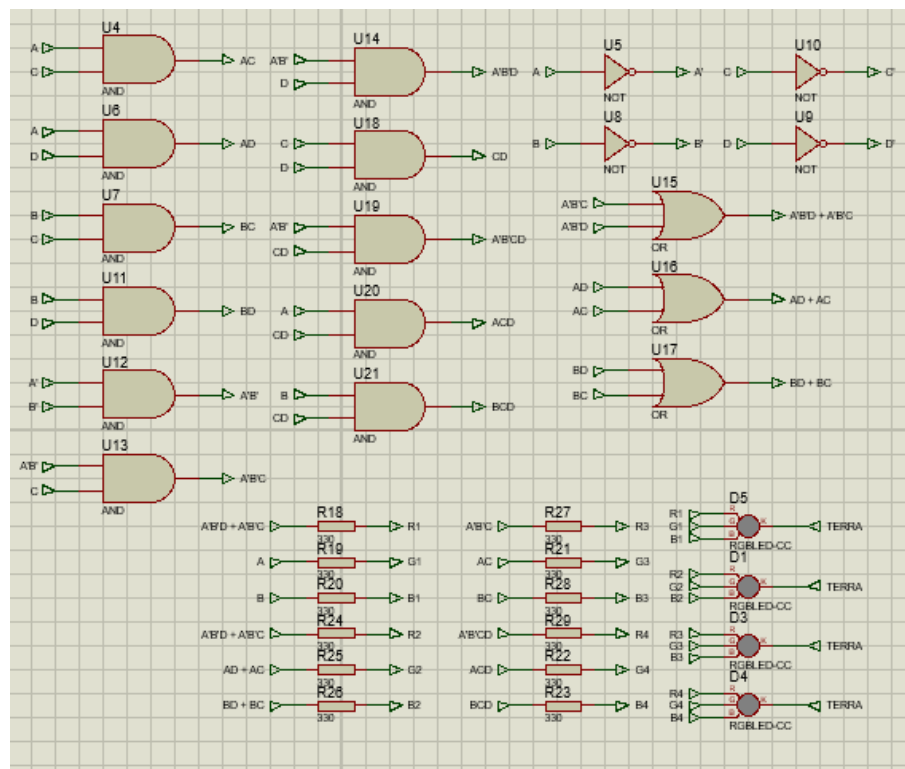 U4
A
C
AC
AND
U6
A
D
AD
AND
U7
B
C
BC
AND
U11
B
D
BD
AND
U12
A'
B'
A'B'
AND
U13
A'B'
C
A'B'C
AND
U14
A'B'
D
A'B'D
AND
U18
C
D
CD
AND
U19
A'B'
CD
A'B'CD
AND
U20
A
CD
ACD
AND
U21
B
CD
BCD
AND
U5
A
A'
NOT
U10
C
C'
NOT
U8
B
B'
NOT
U9
D
D'
NOT
U15
A'B'C
A'B'D
A'B'D + A'B'C
OR
U16
AD
AC
AD + AC
OR
U17
BD
BC
BD + BC
OR
R18
A'B'D + A'B'C
R1
330
R19
A
G1
330
R20
B
B1
330
R24
A'B'D + A'B'C
R2
330
R25
AD + AC
G2
330
R26
BD + BC
B2
330
R27
A'B'C
R3
330
R21
AC
G3
330
R28
BC
B3
330
R29
A'B'CD
R4
330
R22
ACD
G4
330
R23
BCD
B4
330
D5
R1 R
G1 G K TERRA
B1 B
RGBLED-CC
D1
R2 R
G2 G K TERRA
B2 B
RGBLED-CC
D3
R3 R
G3 G K TERRA
B3 B
RGBLED-CC
D4
R4 R
G4 G K TERRA
B4 B
RGBLED-CC